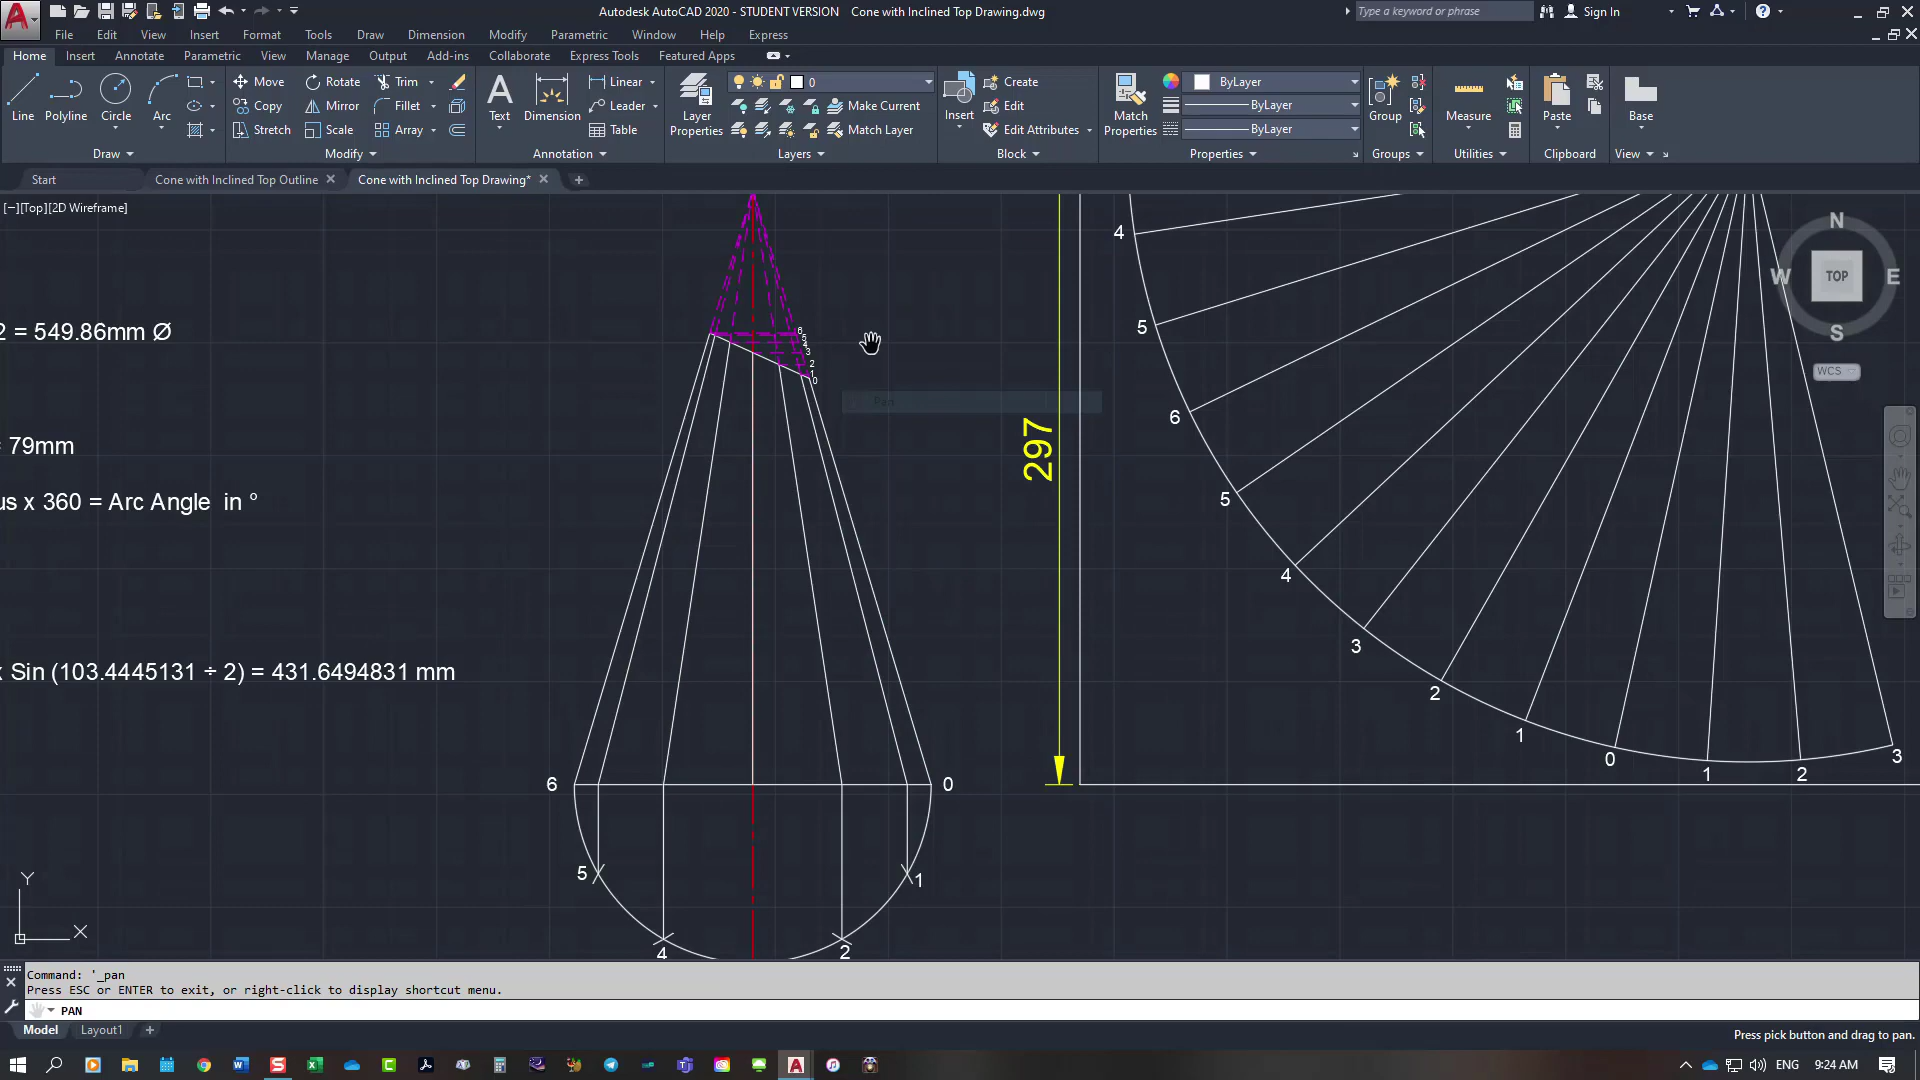 Autodesk AutoCAD 2020 - STUDENT VERSION Cone with Inclined Top Drawing.dwg
Type a keyword or phrase
Sign In
File Edit View Insert Format Tools Draw Dimension Modify Parametric Window Help Express
Home Insert Annotate Parametric View Manage Output Add-ins Collaborate Express Tools Featured Apps
Line Polyline Circle Arc
Move Rotate Trim
Copy Mirror Fillet
Stretch Scale Array
Text Dimension
Linear
Leader
Table
Layer Properties
0
Make Current
Match Layer
Insert
Create
Edit
Edit Attributes
Match Properties
ByLayer
ByLayer
ByLayer
Group
Measure
Paste
Base
Draw Modify Annotation Layers Block Properties Groups Utilities Clipboard View
Start
Cone with Inclined Top Outline
Cone with Inclined Top Drawing*
[−][Top][2D Wireframe]
N
W TOP E
S
WCS
2 = 549.86mm Ø
= 79mm
us x 360 = Arc Angle in °
x Sin (103.4445131 ÷ 2) = 431.6494831 mm
6
5
4
3
2
1
0
Pan
297
4
5
6
5
4
3
2
1
0
1
2
3
6
0
5
1
4
2
Y
X
Command: '_pan
Press ESC or ENTER to exit, or right-click to display shortcut menu.
PAN
Model Layout1
Press pick button and drag to pan.
ENG
9:24 AM